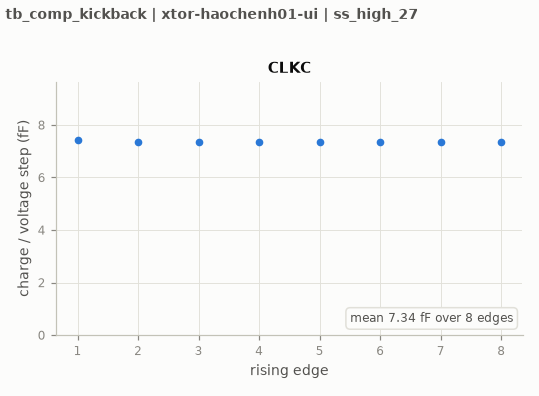 tb_comp_kickback | xtor-haochenh01-ui | ss_high_27
CLKC
charge / voltage step (fF)
8
6
4
2
0
mean 7.34 fF over 8 edges
1 2 3 4 5 6 7 8
rising edge